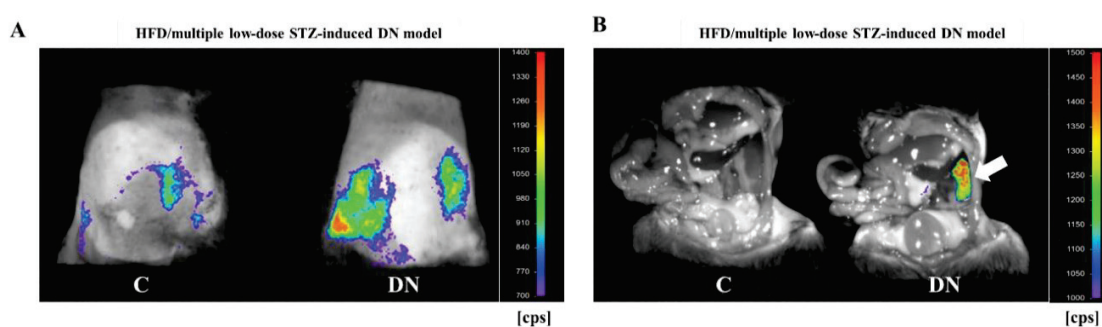 A
HFD/multiple low-dose STZ-induced DN model
1400
1330
1260
1190
1120
1050
980
910
840
770
700
C
DN
[cps]
B
HFD/multiple low-dose STZ-induced DN model
1500
1450
1400
1350
1300
1250
1200
1150
1100
1050
1000
C
DN
[cps]